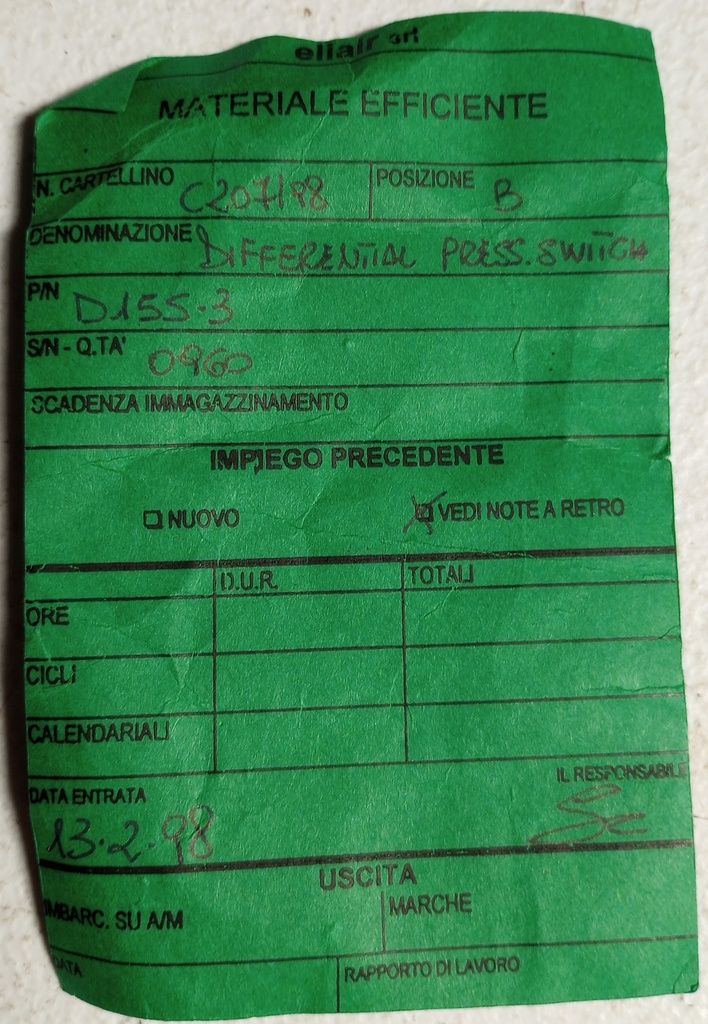 eliair srl
MATERIALE EFFICIENTE
N. CARTELLINO C207/98 POSIZIONE B
DENOMINAZIONE DIFFERENTIAL PRESS. SWITCH
P/N D155-3
S/N - Q.TA' 0960
SCADENZA IMMAGAZZINAMENTO
IMPIEGO PRECEDENTE
NUOVO VEDI NOTE A RETRO
D.U.R. TOTALI
ORE
CICLI
CALENDARIALI
DATA ENTRATA IL RESPONSABILE
13.2.98
USCITA
IMBARC. SU A/M MARCHE
DATA RAPPORTO DI LAVORO